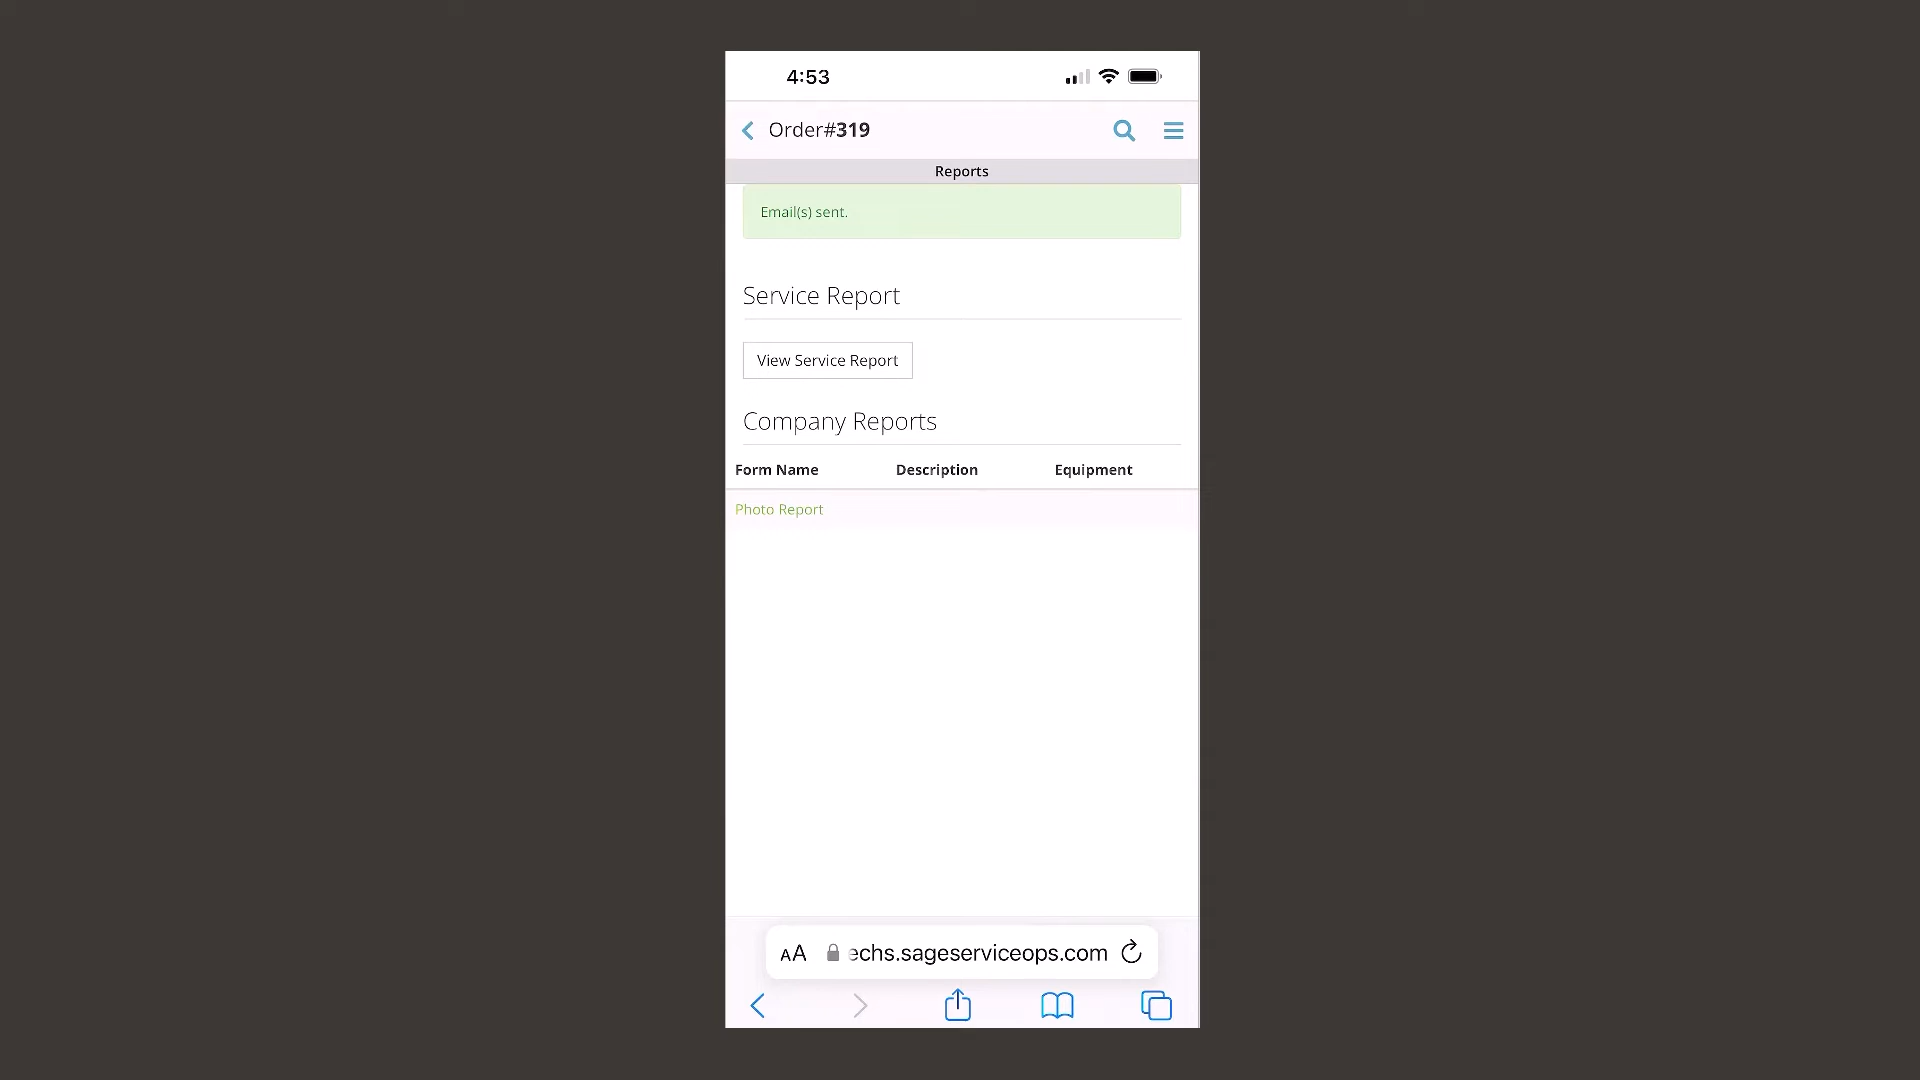 4:53
Order#319
Reports
Email(s) sent.
Service Report
View Service Report
Company Reports
Form Name Description Equipment
Photo Report
AA echs.sageserviceops.com